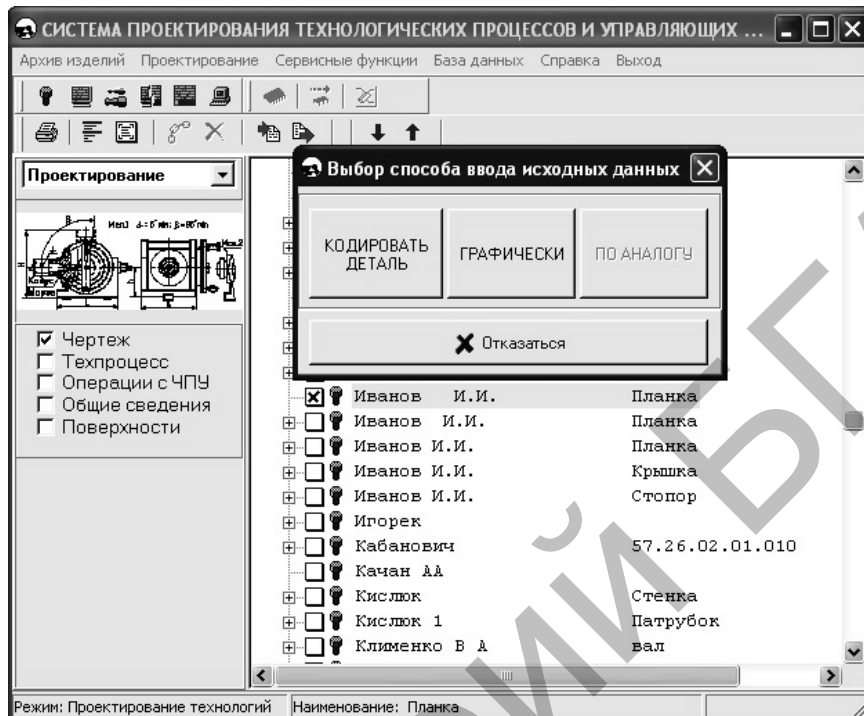 СИСТЕМА ПРОЕКТИРОВАНИЯ ТЕХНОЛОГИЧЕСКИХ ПРОЦЕССОВ И УПРАВЛЯЮЩИХ ...
Архив изделий Проектирование Сервисные функции База данных Справка Выход
Проектирование
Чертеж
Техпроцесс
Операции с ЧПУ
Общие сведения
Поверхности
Выбор способа ввода исходных данных
КОДИРОВАТЬ
ДЕТАЛЬ
ГРАФИЧЕСКИ
ПО АНАЛОГУ
Отказаться
Иванов И.И. Планка
Иванов И.И. Планка
Иванов И.И. Планка
Иванов И.И. Крышка
Иванов И.И. Стопор
Игорек
Кабанович 57.26.02.01.010
Качан АА
Кислюк Стенка
Кислюк 1 Патрубок
Клименко В А вал
Режим: Проектирование технологий Наименование: Планка